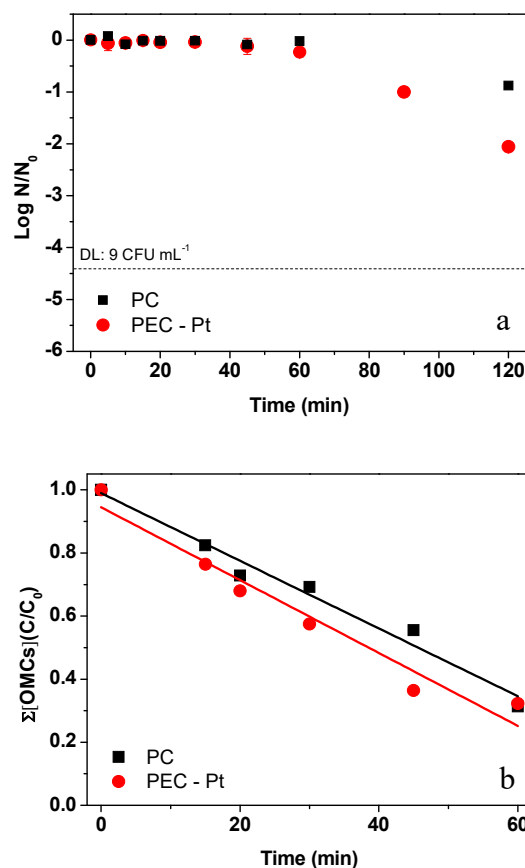 0
-1
-2
-3
-4
-5
-6
Log N/N0
DL: 9 CFU mL-1
PC
PEC - Pt
a
0 20 40 60 80 100 120
Time (min)
1.0
0.8
0.6
0.4
0.2
0.0
Σ[OMCs](C/C0)
PC
PEC - Pt
b
0 20 40 60
Time (min)